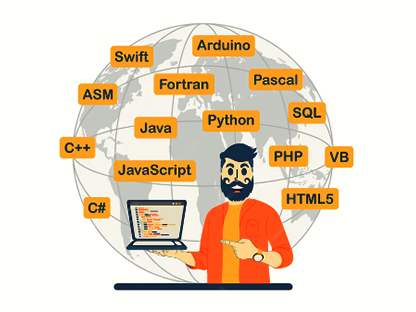 Arduino
Swift
Pascal
Fortran
ASM
SQL
Python
Java
C++
PHP
VB
JavaScript
HTML5
C#